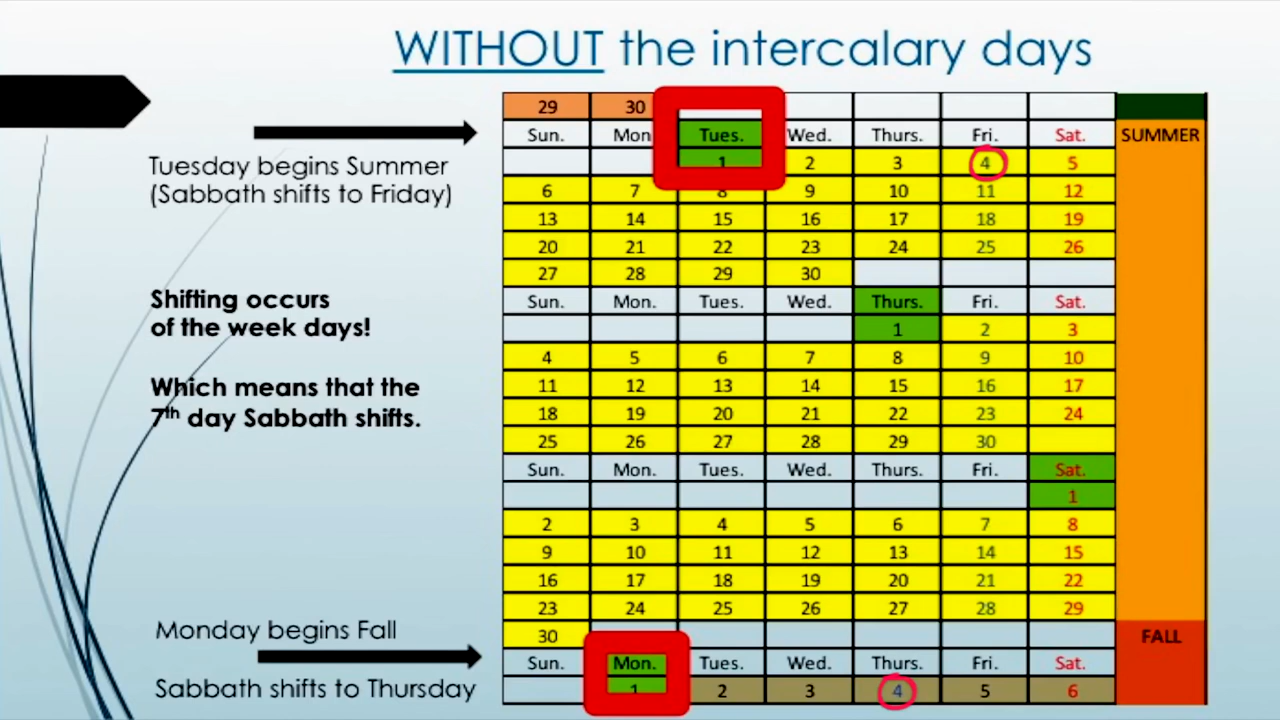 WITHOUT the intercalary days
Tuesday begins Summer
(Sabbath shifts to Friday)
Shifting occurs
of the week days!
Which means that the
7th day Sabbath shifts.
Monday begins Fall
Sabbath shifts to Thursday
29 30
Sun. Mon Tues. Wed. Thurs. Fri. Sat. SUMMER
1 2 3 4 5
6 7 8 9 10 11 12
13 14 15 16 17 18 19
20 21 22 23 24 25 26
27 28 29 30
Sun. Mon. Tues. Wed. Thurs. Fri. Sat.
1 2 3
4 5 6 7 8 9 10
11 12 13 14 15 16 17
18 19 20 21 22 23 24
25 26 27 28 29 30
Sun. Mon. Tues. Wed. Thurs. Fri. Sat.
1
2 3 4 5 6 7 8
9 10 11 12 13 14 15
16 17 18 19 20 21 22
23 24 25 26 27 28 29
30 FALL
Sun. Mon. Tues. Wed. Thurs. Fri. Sat.
1 2 3 4 5 6